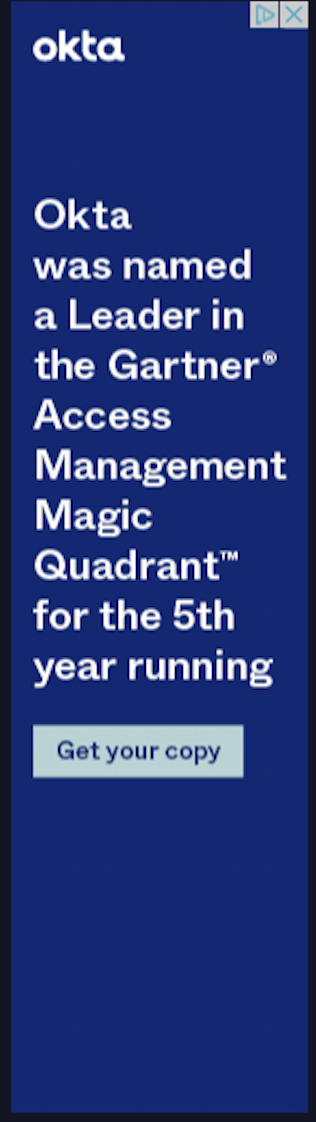 okta
Okta
was named
a Leader in
the Gartner®
Access
Management
Magic
Quadrant™
for the 5th
year running
Get your copy